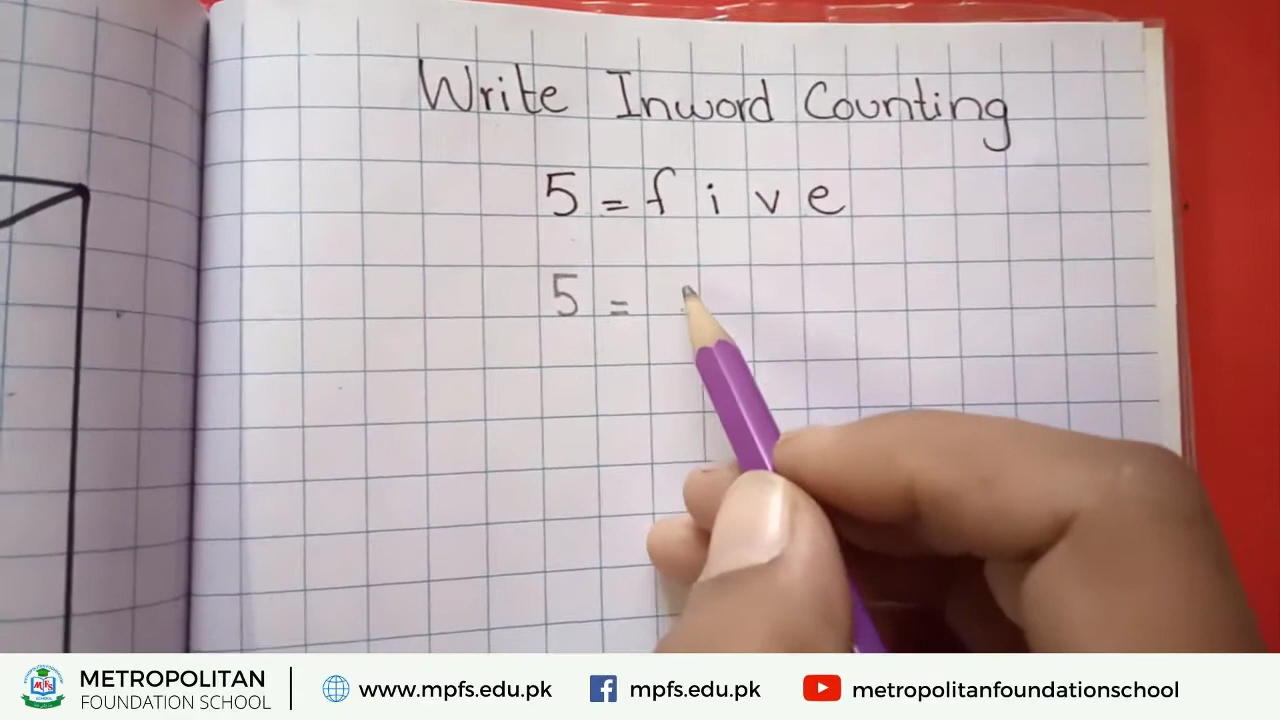 Write Inword Counting
5 = f i v e
5 =
METROPOLITAN
FOUNDATION SCHOOL
www.mpfs.edu.pk
mpfs.edu.pk
metropolitanfoundationschool